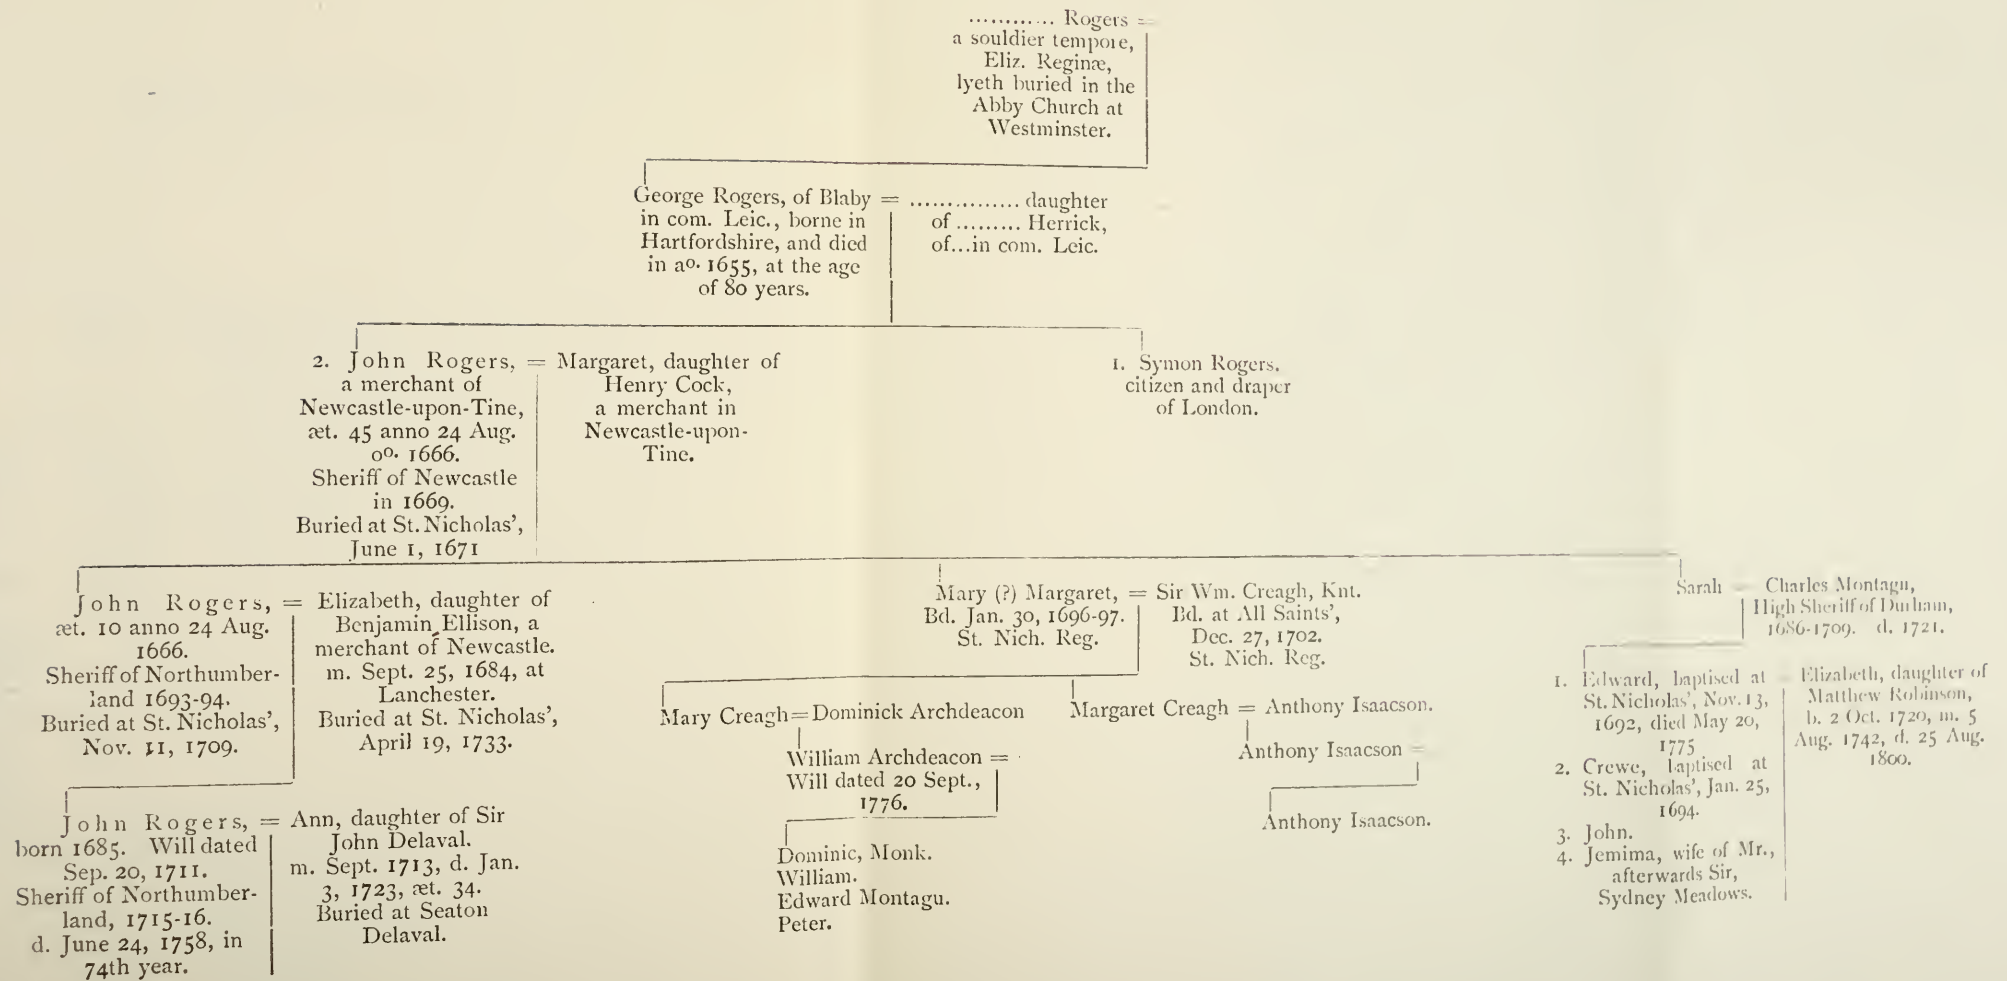 ............ Rogers =
a souldier tempore,
Eliz. Reginæ,
lyeth buried in the
Abby Church at
Westminster.
George Rogers, of Blaby =
in com. Leic., borne in
Hartfordshire, and died
in aº. 1655, at the age
of 80 years.
............... daughter
of ......... Herrick,
of...in com. Leic.
2. John Rogers, =
a merchant of
Newcastle-upon-Tine,
æt. 45 anno 24 Aug.
oº. 1666.
Sheriff of Newcastle
in 1669.
Buried at St. Nicholas',
June 1, 1671
Margaret, daughter of
Henry Cock,
a merchant in
Newcastle-upon-
Tine.
1. Symon Rogers.
citizen and draper
of London.
John Rogers, =
æt. 10 anno 24 Aug.
1666.
Sheriff of Northumber-
land 1693-94.
Buried at St. Nicholas',
Nov. 11, 1709.
Elizabeth, daughter of
Benjamin Ellison, a
merchant of Newcastle.
m. Sept. 25, 1684, at
Lanchester.
Buried at St. Nicholas',
April 19, 1733.
Mary (?) Margaret, =
Bd. Jan. 30, 1696-97.
St. Nich. Reg.
Sir Wm. Creagh, Knt.
Bd. at All Saints',
Dec. 27, 1702.
St. Nich. Reg.
Sarah =
Charles Montagu,
High Sheriff of Durham,
1686-1709. d. 1721.
John Rogers, =
born 1685. Will dated
Sep. 20, 1711.
Sheriff of Northumber-
land, 1715-16.
d. June 24, 1758, in
74th year.
Ann, daughter of Sir
John Delaval.
m. Sept. 1713, d. Jan.
3, 1723, æt. 34.
Buried at Seaton
Delaval.
Mary Creagh=Dominick Archdeacon
William Archdeacon =
Will dated 20 Sept.,
1776.
Dominic, Monk.
William.
Edward Montagu.
Peter.
Margaret Creagh = Anthony Isaacson.
Anthony Isaacson =
Anthony Isaacson.
1. Edward, baptised at
St. Nicholas', Nov. 13,
1692, died May 20,
1775
2. Crewe, baptised at
St. Nicholas', Jan. 25,
1694.
3. John.
4. Jemima, wife of Mr.,
afterwards Sir,
Sydney Meadows.
Elizabeth, daughter of
Matthew Robinson,
b. 2 Oct. 1720, m. 5
Aug. 1742, d. 25 Aug.
1800.